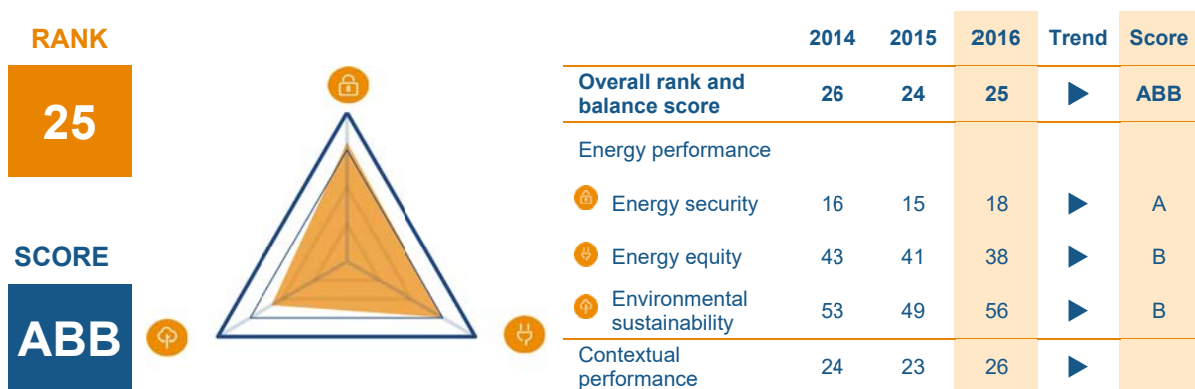 RANK
25
SCORE
ABB
2014 2015 2016 Trend Score
Overall rank and
balance score 26 24 25 ABB
Energy performance
Energy security 16 15 18 A
Energy equity 43 41 38 B
Environmental
sustainability 53 49 56 B
Contextual
performance 24 23 26